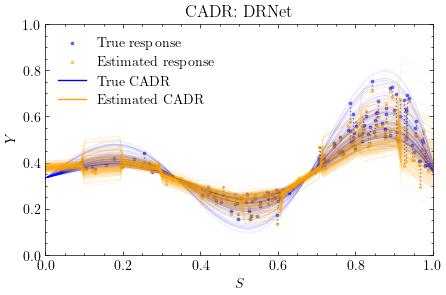 CADR: DRNet
True response
Estimated response
True CADR
Estimated CADR
Y
1.0
0.8
0.6
0.4
0.2
0.0
0.0 0.2 0.4 0.6 0.8 1.0
S